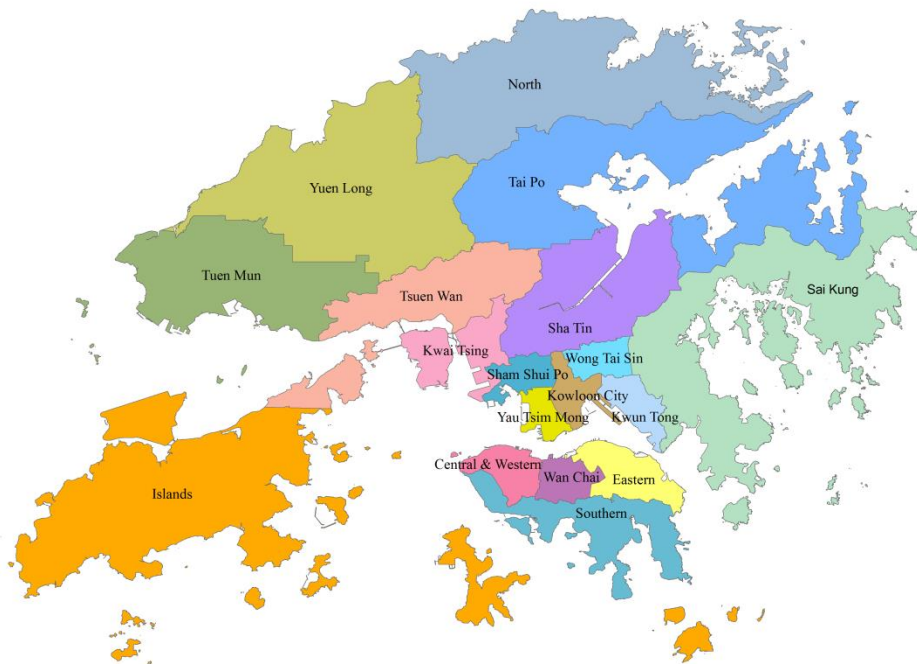 North
Tai Po
Yuen Long
Tuen Mun
Tsuen Wan
Sai Kung
Sha Tin
Kwai Tsing
Wong Tai Sin
Sham Shui Po
Kowloon City
Yau Tsim Mong
Kwun Tong
Central & Western
Wan Chai
Eastern
Islands
Southern